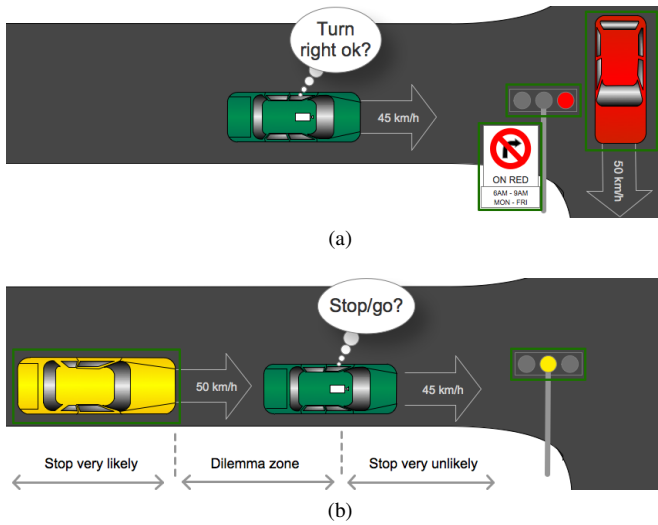 Turn
right ok?
45 km/h
50 km/h
ON RED
6AM - 9AM
MON - FRI
(a)
Stop/go?
50 km/h
45 km/h
Stop very likely
Dilemma zone
Stop very unlikely
(b)